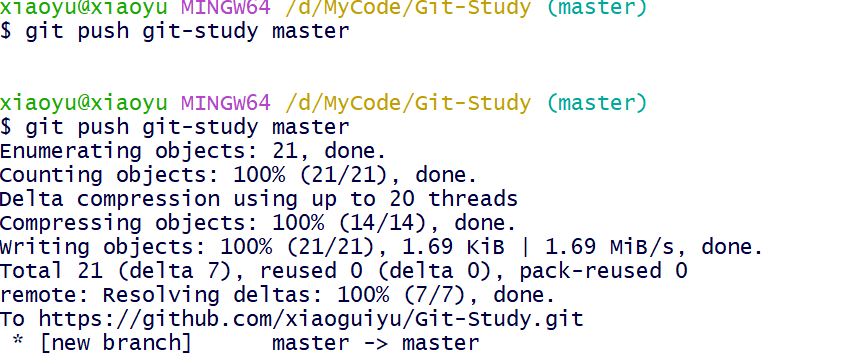 xiaoyu@xiaoyu MINGW64 /d/MyCode/Git-Study (master)
$ git push git-study master
xiaoyu@xiaoyu MINGW64 /d/MyCode/Git-Study (master)
$ git push git-study master
Enumerating objects: 21, done.
Counting objects: 100% (21/21), done.
Delta compression using up to 20 threads
Compressing objects: 100% (14/14), done.
Writing objects: 100% (21/21), 1.69 KiB | 1.69 MiB/s, done.
Total 21 (delta 7), reused 0 (delta 0), pack-reused 0
remote: Resolving deltas: 100% (7/7), done.
To https://github.com/xiaoguiyu/Git-Study.git
 * [new branch]      master -> master